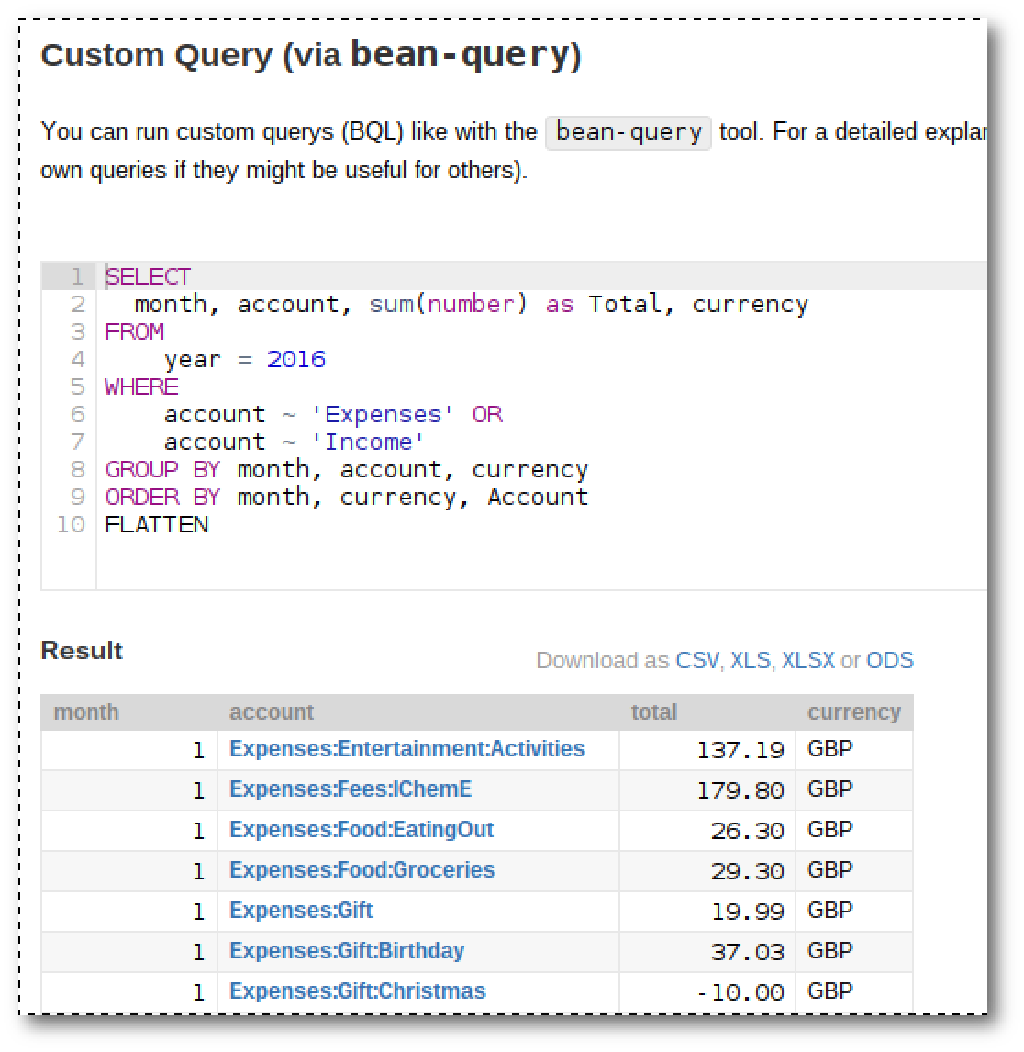 Custom Query (via bean-query)
You can run custom querys (BQL) like with the bean-query tool. For a detailed explar
own queries if they might be useful for others).
1 SELECT
2 month, account, sum(number) as Total, currency
3 FROM
4 year = 2016
5 WHERE
6 account ~ 'Expenses' OR
7 account ~ 'Income'
8 GROUP BY month, account, currency
9 ORDER BY month, currency, Account
10 FLATTEN
Result
Download as CSV, XLS, XLSX or ODS
month account total currency
1 Expenses:Entertainment:Activities 137.19 GBP
1 Expenses:Fees:IChemE 179.80 GBP
1 Expenses:Food:EatingOut 26.30 GBP
1 Expenses:Food:Groceries 29.30 GBP
1 Expenses:Gift 19.99 GBP
1 Expenses:Gift:Birthday 37.03 GBP
1 Expenses:Gift:Christmas -10.00 GBP